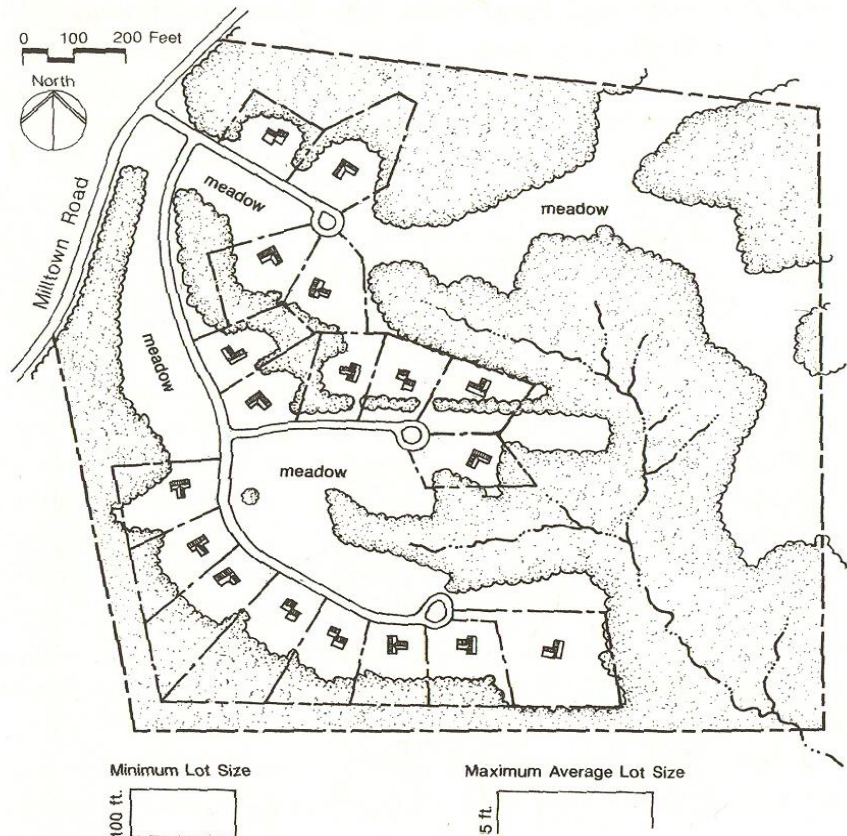 0 100 200 Feet
North
Milltown Road
meadow
meadow
meadow
meadow
Minimum Lot Size
Maximum Average Lot Size
100 ft.
5 ft.